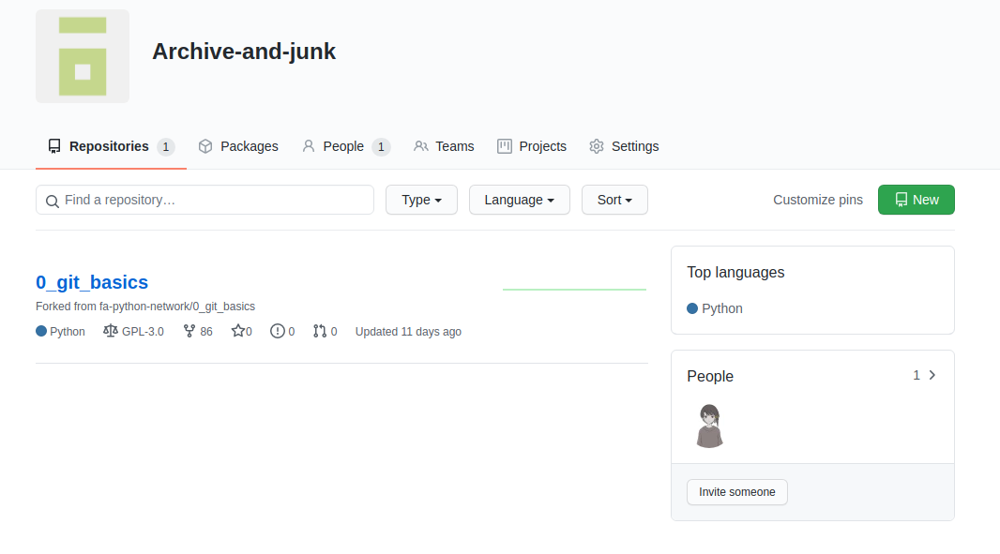 Archive-and-junk
Repositories 1 Packages People 1 Teams Projects Settings
Find a repository… Type Language Sort Customize pins New
0_git_basics
Forked from fa-python-network/0_git_basics
Python GPL-3.0 86 0 0 0 Updated 11 days ago
Top languages
Python
People 1
Invite someone